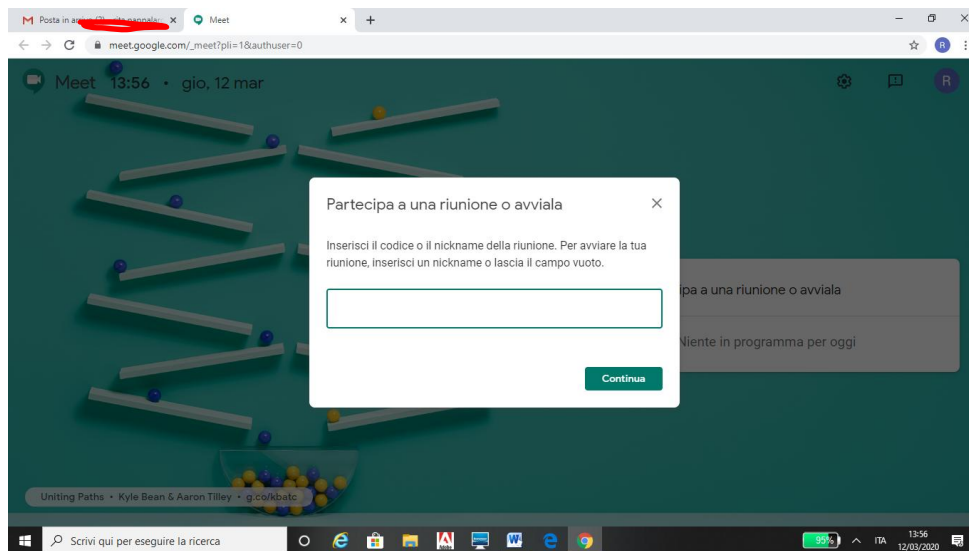 Posta in
Meet
meet.google.com/_meet?pli=1&authuser=0
R
Meet 13:56 • gio, 12 mar
R
Partecipa a una riunione o avviala
Inserisci il codice o il nickname della riunione. Per avviare la tua
riunione, inserisci un nickname o lascia il campo vuoto.
ipa a una riunione o avviala
Niente in programma per oggi
Continua
Uniting Paths • Kyle Bean & Aaron Tilley • g.co/kbatc
Scrivi qui per eseguire la ricerca
95%
ITA
13:56
12/03/2020